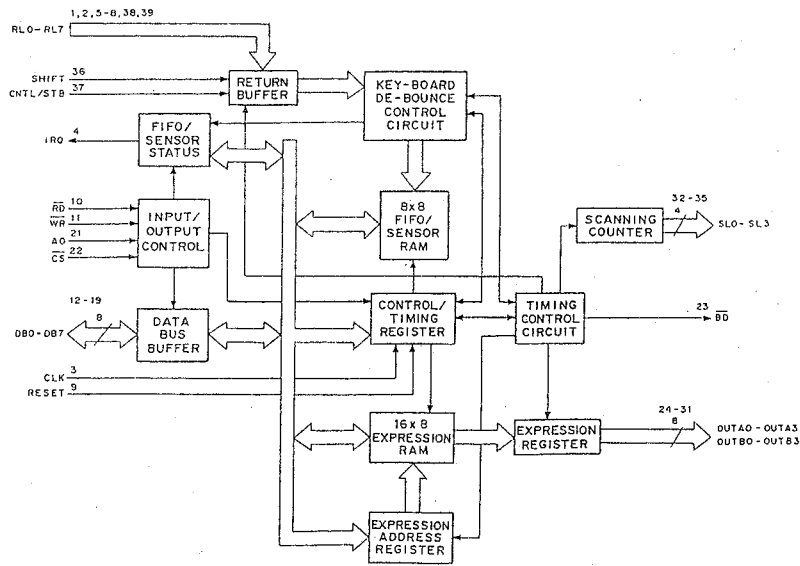 1,2,5-8,38,39
RL0-RL7
SHIFT 36
CNTL/STB 37
RETURN
BUFFER
KEY-BOARD
DE-BOUNCE
CONTROL
CIRCUIT
IRQ 4
FIFO/
SENSOR
STATUS
8x8
FIFO/
SENSOR
RAM
32-35
SCANNING
COUNTER
4
SL0-SL3
RD 10
WR 11
A0 21
CS 22
INPUT/
OUTPUT
CONTROL
12-19
DB0-DB7
8
DATA
BUS
BUFFER
CONTROL/
TIMING
REGISTER
TIMING
CONTROL
CIRCUIT
23
BD
CLK 3
RESET 9
16x8
EXPRESSION
RAM
EXPRESSION
REGISTER
24-31
8
OUTA0-OUTA3
OUTB0-OUTB3
EXPRESSION
ADDRESS
REGISTER